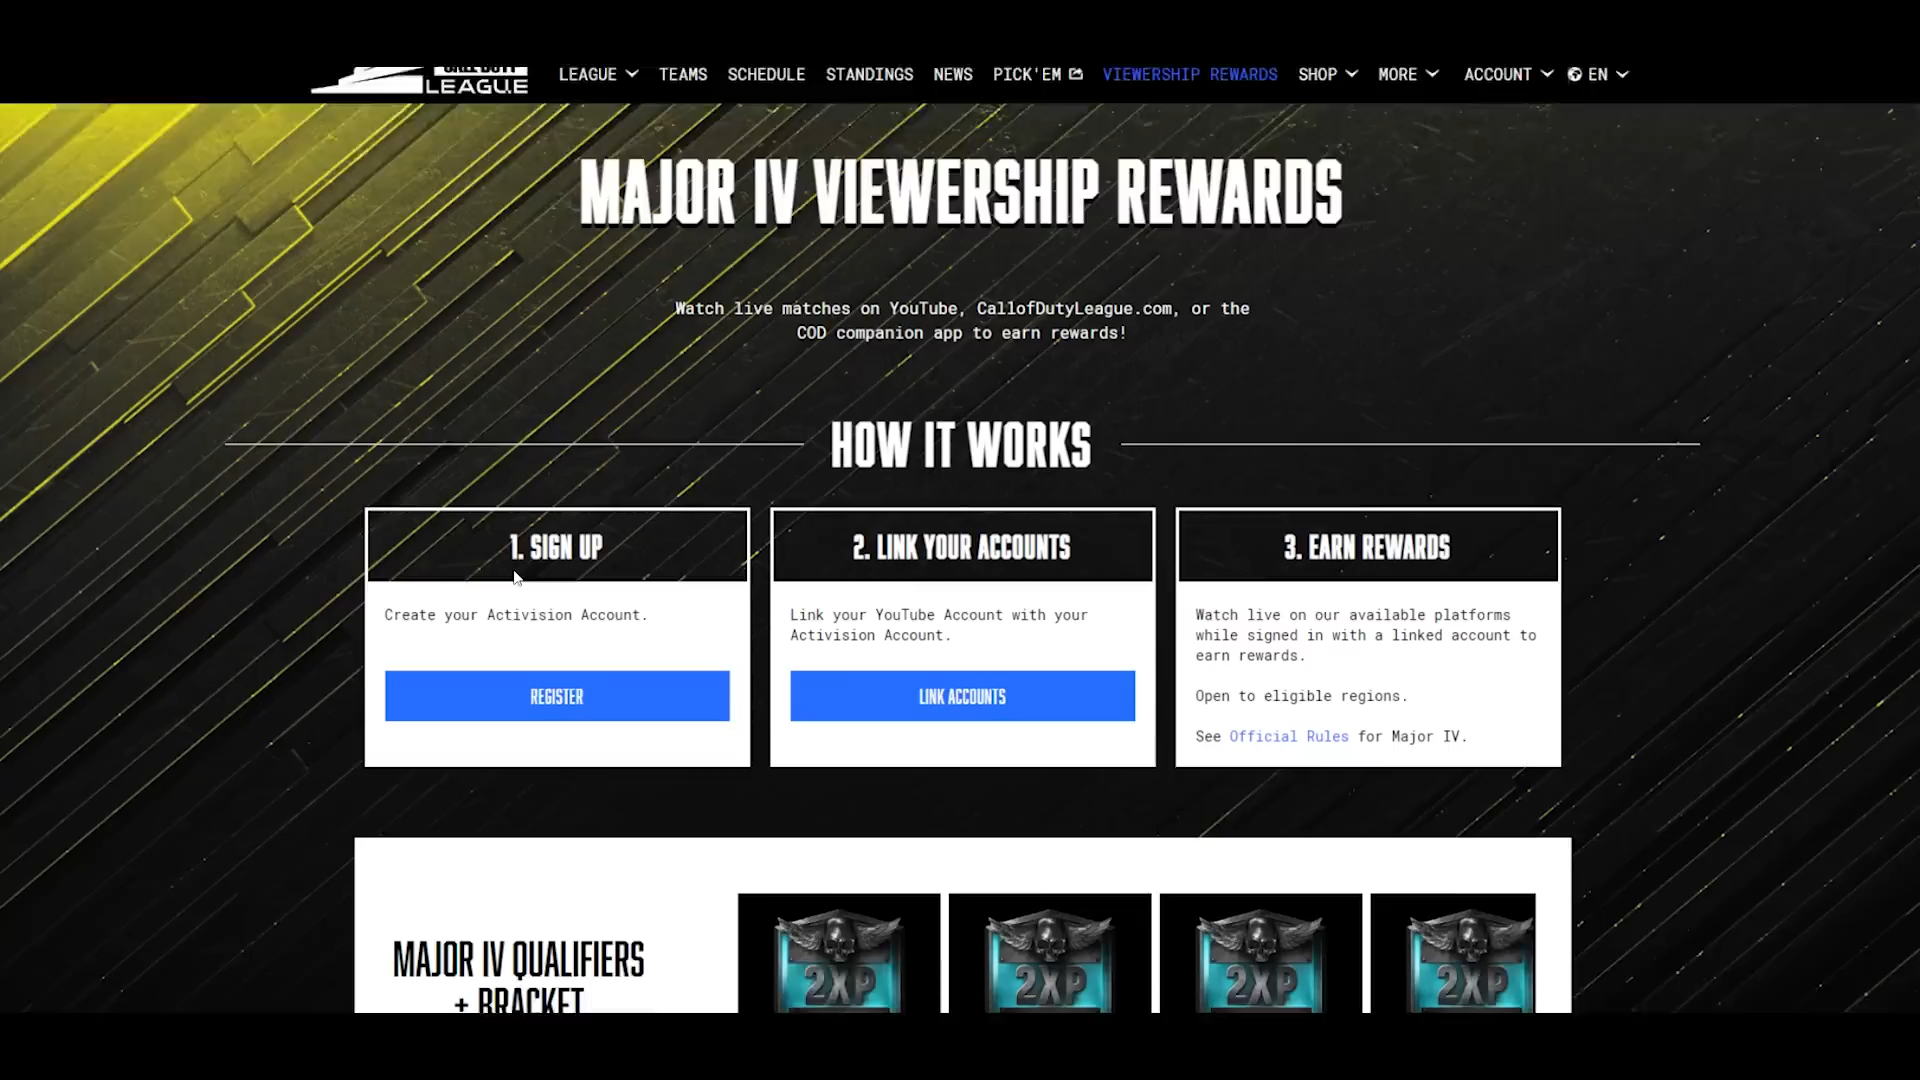 CALL OF DUTY
LEAGUE
LEAGUE TEAMS SCHEDULE STANDINGS NEWS PICK'EM VIEWERSHIP REWARDS SHOP MORE ACCOUNT EN
MAJOR IV VIEWERSHIP REWARDS
Watch live matches on YouTube, CallofDutyLeague.com, or the
COD companion app to earn rewards!
HOW IT WORKS
1. SIGN UP
Create your Activision Account.
REGISTER
2. LINK YOUR ACCOUNTS
Link your YouTube Account with your
Activision Account.
LINK ACCOUNTS
3. EARN REWARDS
Watch live on our available platforms
while signed in with a linked account to
earn rewards.
Open to eligible regions.
See Official Rules for Major IV.
MAJOR IV QUALIFIERS
+ BRACKET
2XP
2XP
2XP
2XP